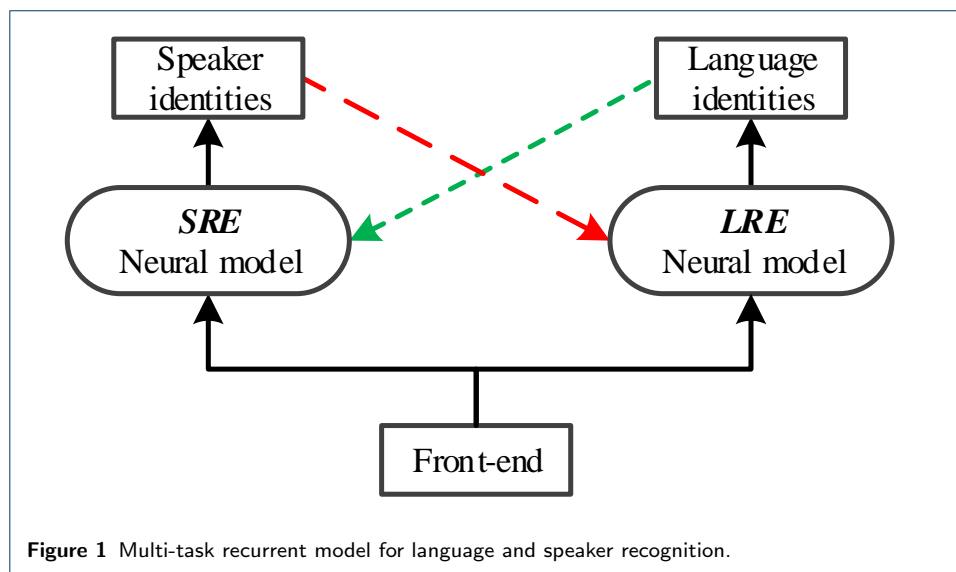 Speaker
identities
Language
identities
SRE
Neural model
LRE
Neural model
Front-end
Figure 1 Multi-task recurrent model for language and speaker recognition.